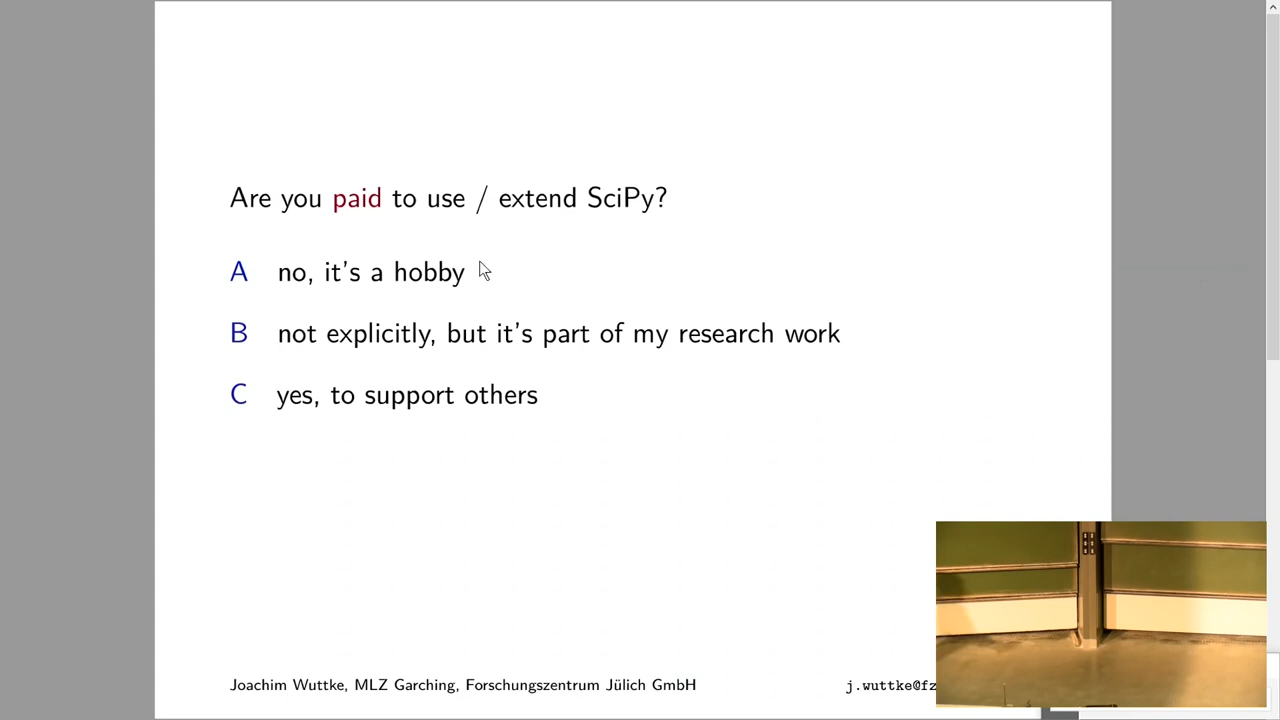 Are you paid to use / extend SciPy?
A no, it's a hobby
B not explicitly, but it's part of my research work
C yes, to support others
Joachim Wuttke, MLZ Garching, Forschungszentrum Jülich GmbH
j.wuttke@fz